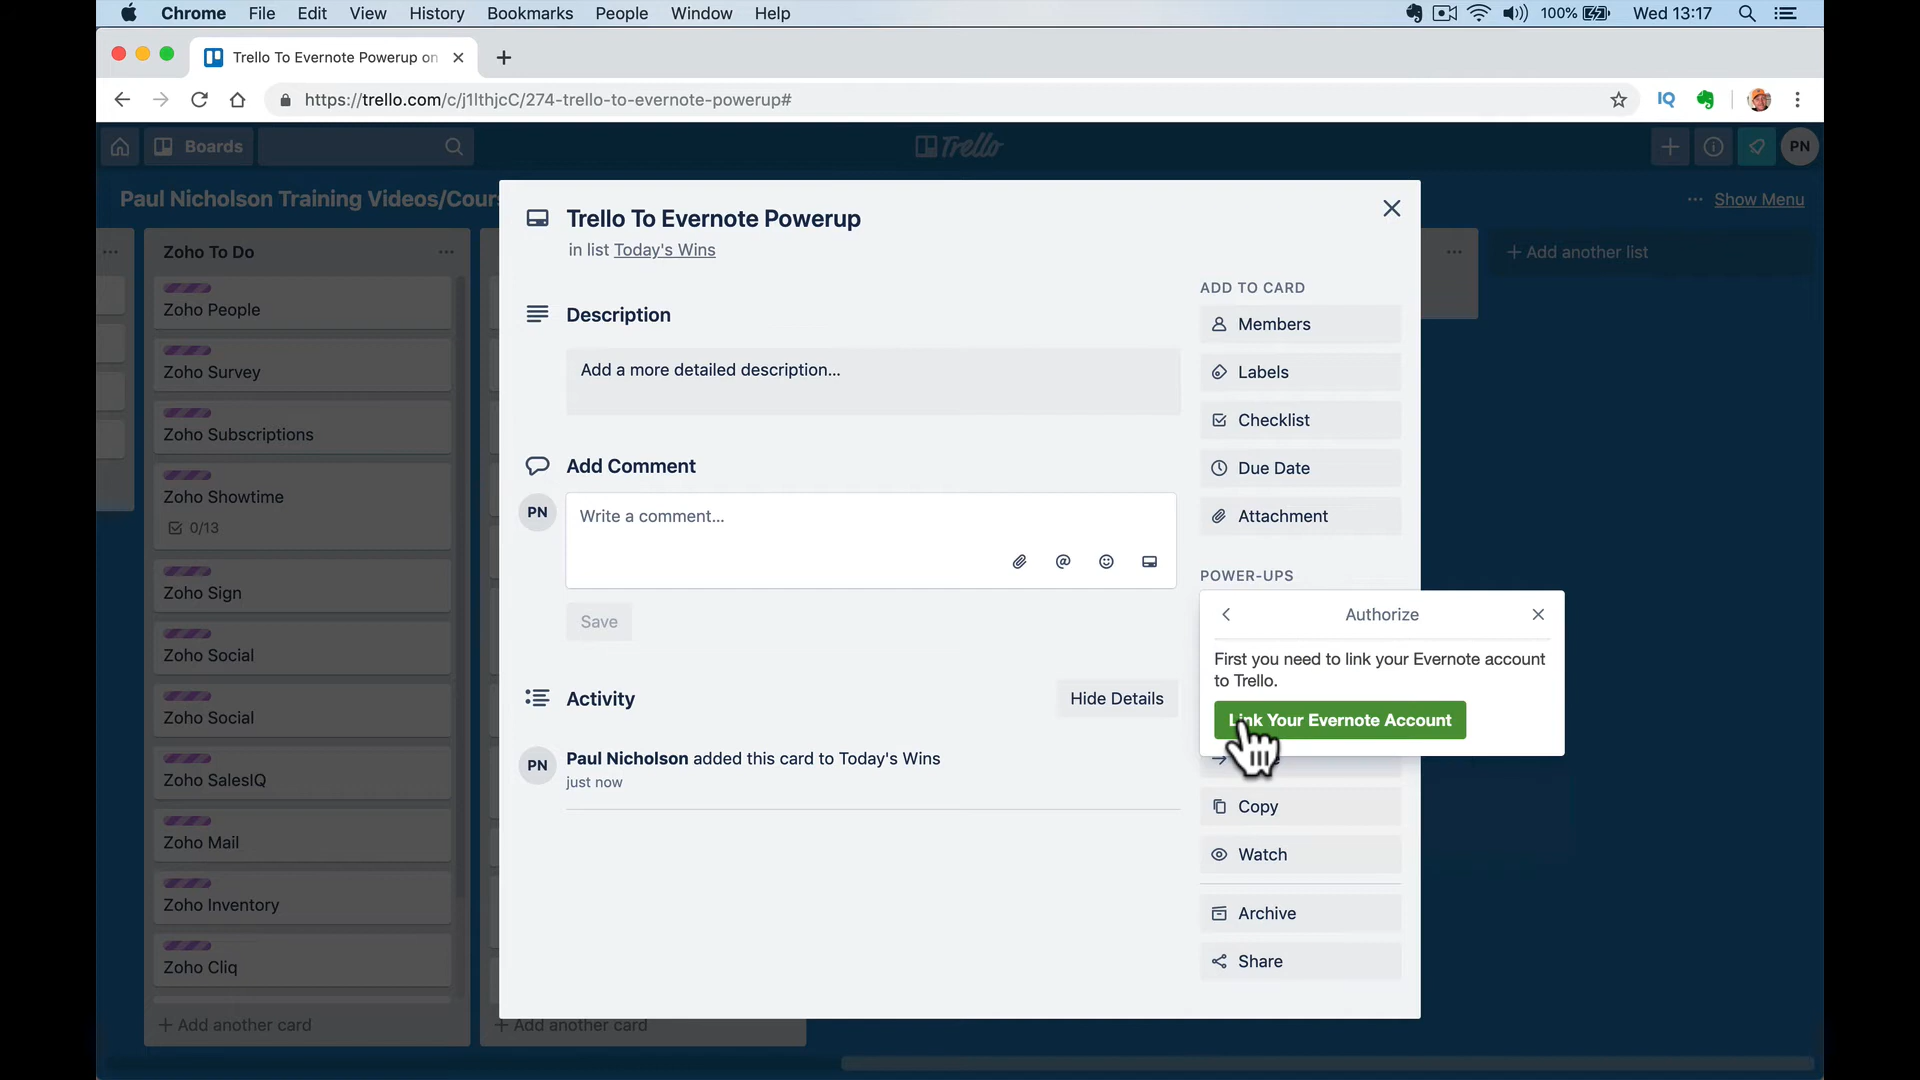 Chrome File Edit View History Bookmarks People Window Help 100% Wed 13:17
Trello To Evernote Powerup on
https://trello.com/c/j1lthjcC/274-trello-to-evernote-powerup#
IQ
Boards
Trello
PN
Paul Nicholson Training Videos/Cour
... Show Menu
Zoho To Do
Zoho People
Zoho Survey
Zoho Subscriptions
Zoho Showtime
0/13
Zoho Sign
Zoho Social
Zoho Social
Zoho SalesIQ
Zoho Mail
Zoho Inventory
Zoho Cliq
+ Add another card
+ Add another card
+ Add another list
Trello To Evernote Powerup
in list Today's Wins
Description
Add a more detailed description...
Add Comment
PN
Write a comment...
@
Save
Activity
Hide Details
PN
Paul Nicholson added this card to Today's Wins
just now
ADD TO CARD
Members
Labels
Checklist
Due Date
Attachment
POWER-UPS
Authorize
First you need to link your Evernote account
to Trello.
Link Your Evernote Account
Copy
Watch
Archive
Share